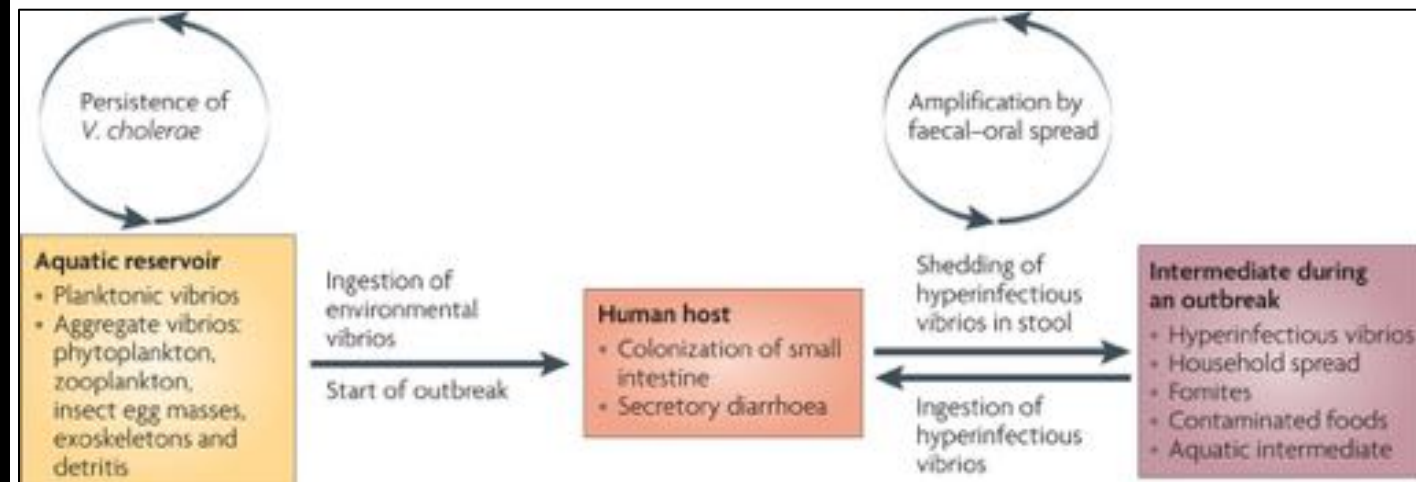 Persistence of
V. cholerae
Amplification by
faecal–oral spread
Aquatic reservoir
• Planktonic vibrios
• Aggregate vibrios:
phytoplankton,
zooplankton,
insect egg masses,
exoskeletons and
detritis
Ingestion of
environmental
vibrios
Start of outbreak
Human host
• Colonization of small
intestine
• Secretory diarrhoea
Shedding of
hyperinfectious
vibrios in stool
Ingestion of
hyperinfectious
vibrios
Intermediate during
an outbreak
• Hyperinfectious vibrios
• Household spread
• Fomites
• Contaminated foods
• Aquatic intermediate